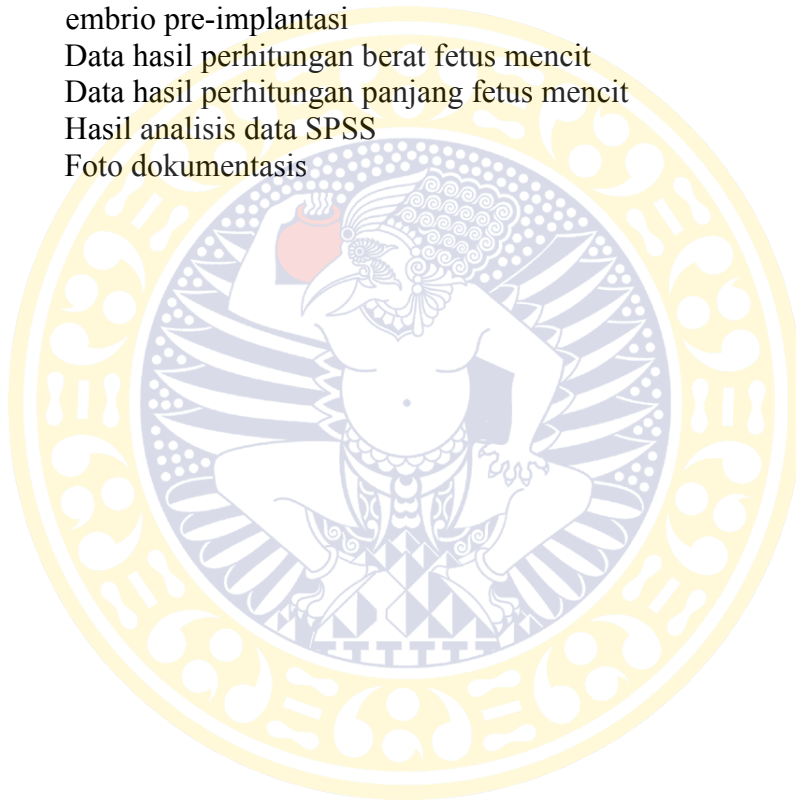 embrio pre-implantasi
Data hasil perhitungan berat fetus mencit
Data hasil perhitungan panjang fetus mencit
Hasil analisis data SPSS
Foto dokumentasis